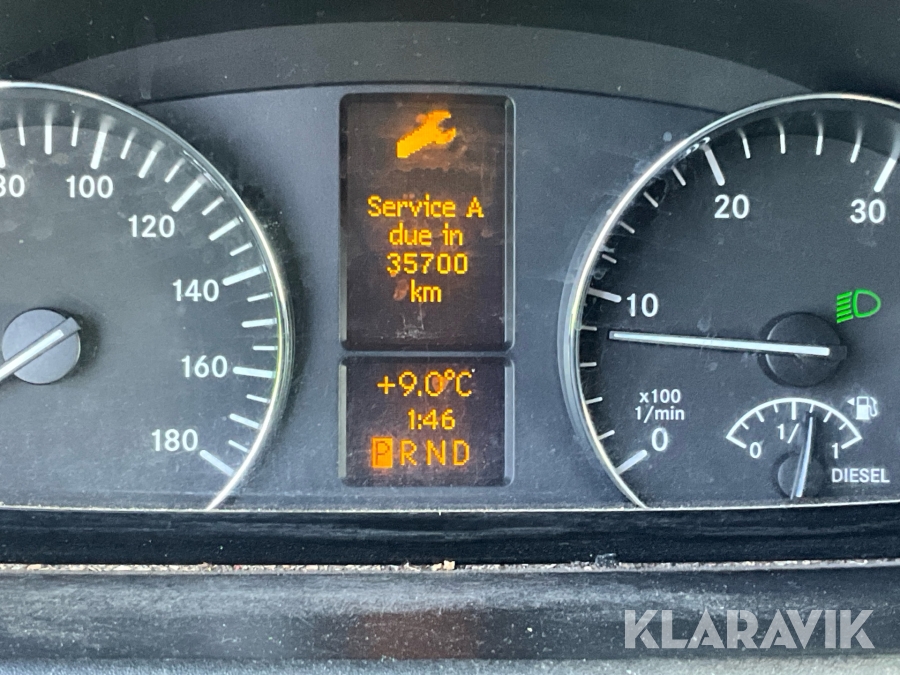 Service A
due in
35700
km
+9.0°C
1:46
PRND
80
100
120
140
160
180
0
10
20
30
x100
1/min
0
1/
1
DIESEL
KLARAVIK